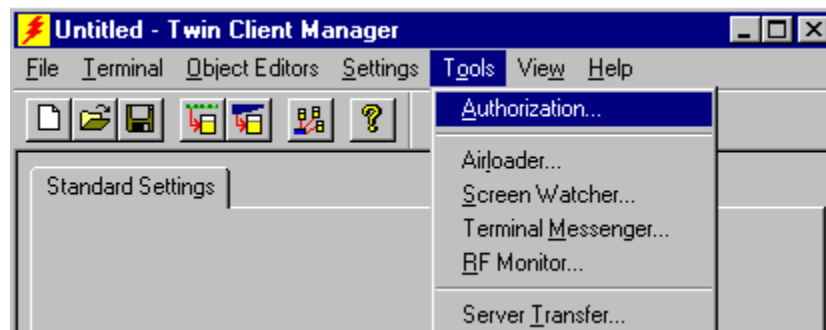 Untitled - Twin Client Manager
File Terminal Object Editors Settings Tools View Help
Authorization...
Airloader...
Standard Settings
Screen Watcher...
Terminal Messenger...
RF Monitor...
Server Transfer...